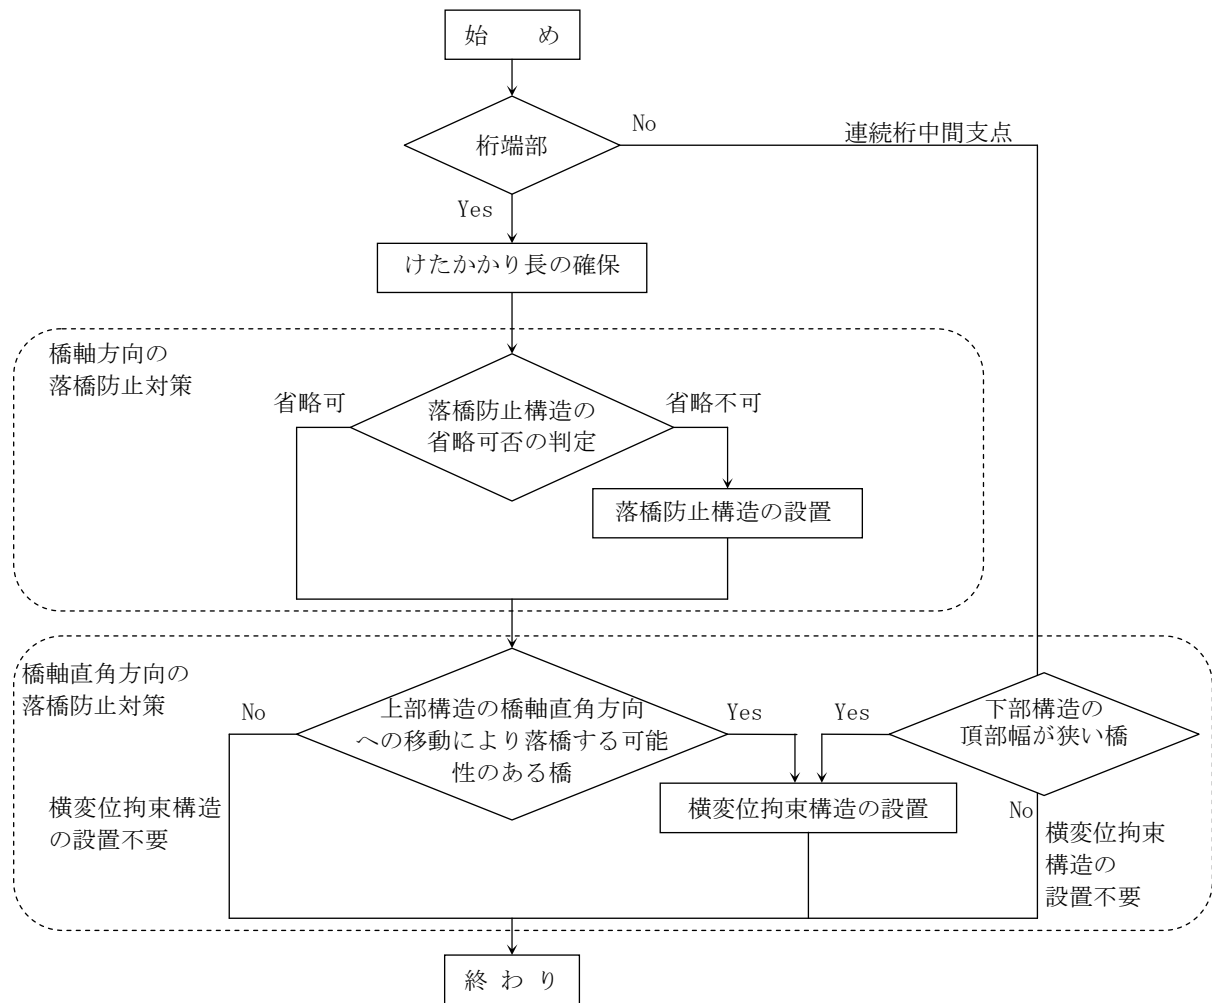 始　め
桁端部
No
連続桁中間支点
Yes
けたかかり長の確保
橋軸方向の
落橋防止対策
省略可
落橋防止構造の
省略可否の判定
省略不可
落橋防止構造の設置
橋軸直角方向の
落橋防止対策
No
上部構造の橋軸直角方向
への移動により落橋する可能
性のある橋
Yes
Yes
下部構造の
頂部幅が狭い橋
横変位拘束構造
の設置不要
横変位拘束構造の設置
No
横変位拘束
構造の
設置不要
終 わ り